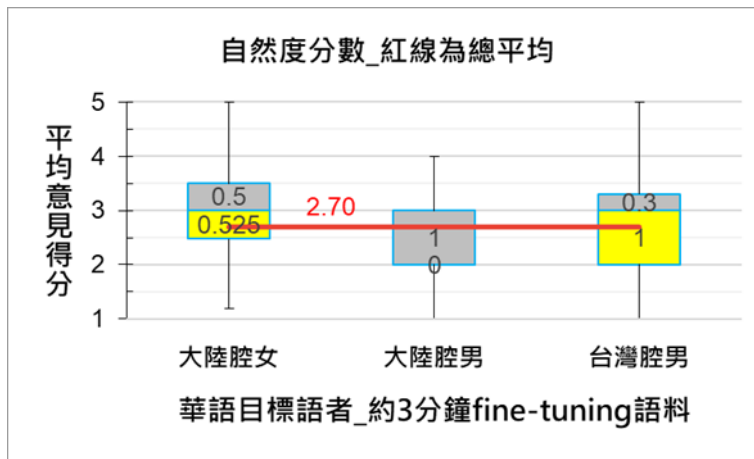 自然度分數_紅線為總平均
平均意見得分
5
4
3
2
1
0.5
0.525
2.70
1
0
0.3
1
大陸腔女
大陸腔男
台灣腔男
華語目標語者_約3分鐘fine-tuning語料